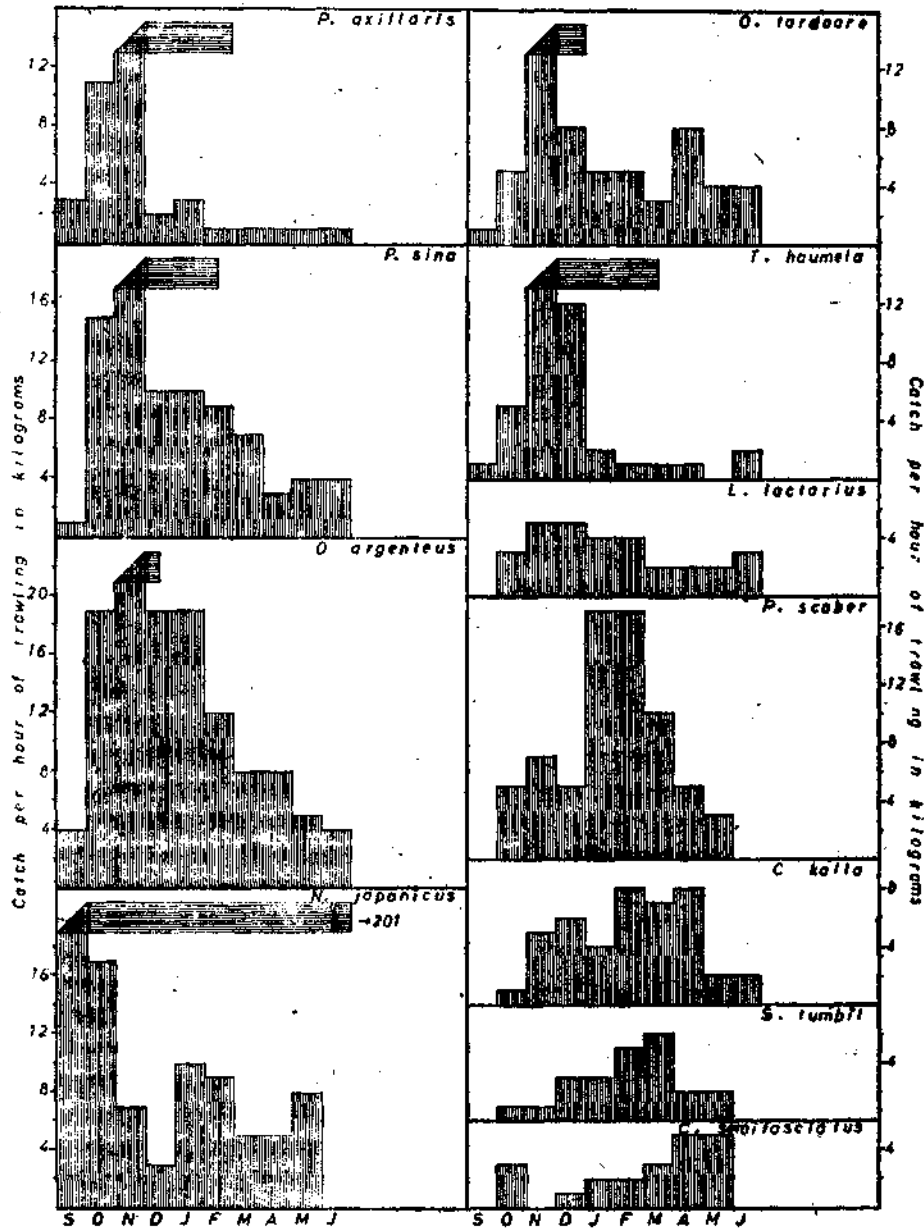 P. axillaris
12
8
4
P. sina
16
12
8
4
O argenteus
20
16
12
8
4
N. japonicus
→201
16
12
8
4
S O N D J F M A M J
Catch per hour of trawling in kilograms
O. tardoore
12
8
4
T. haumela
12
8
4
L. lactarius
4
P. scaber
16
12
8
4
C kalla
8
4
S. tumbil
4
4
S O N D J F M A M J
Catch per hour of trawling in kilograms